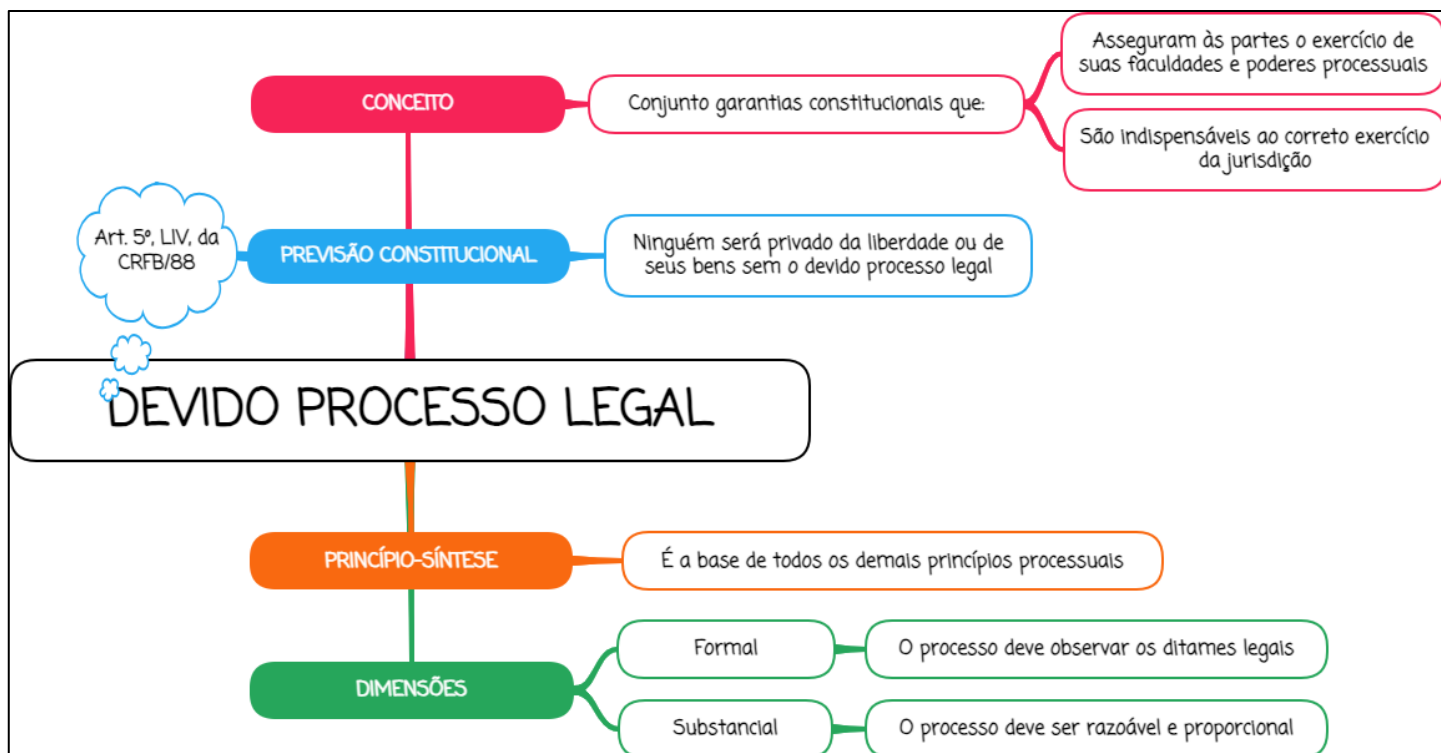 CONCEITO
Conjunto garantias constitucionais que:
Asseguram às partes o exercício de
suas faculdades e poderes processuais
São indispensáveis ao correto exercício
da jurisdição
Art. 5º, LIV, da
CRFB/88
PREVISÃO CONSTITUCIONAL
Ninguém será privado da liberdade ou de
seus bens sem o devido processo legal
DEVIDO PROCESSO LEGAL
PRINCÍPIO-SÍNTESE
É a base de todos os demais princípios processuais
DIMENSÕES
Formal
O processo deve observar os ditames legais
Substancial
O processo deve ser razoável e proporcional